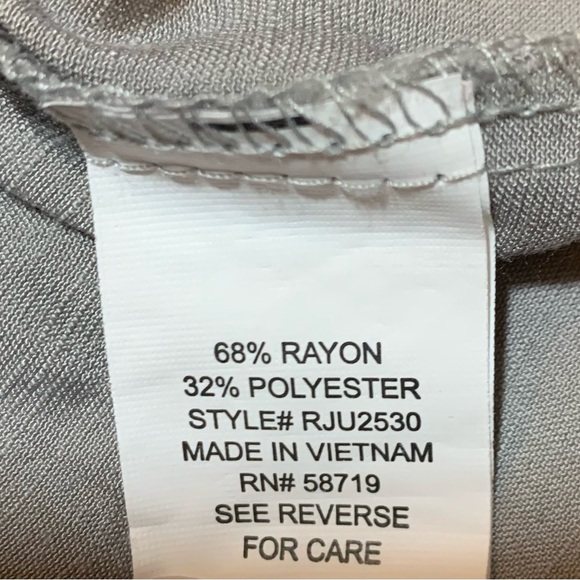 68% RAYON
32% POLYESTER
STYLE# RJU2530
MADE IN VIETNAM
RN# 58719
SEE REVERSE
FOR CARE